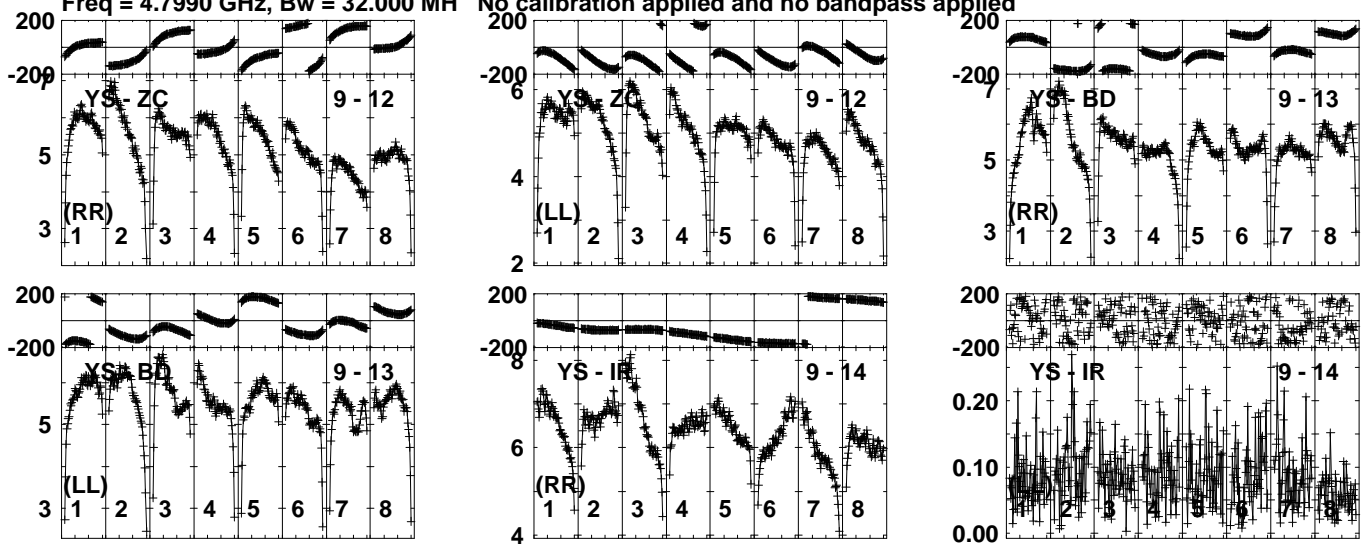 Freq = 4.7990 GHz, Bw = 32.000 MH No calibration applied and no bandpass applied
200
-200
7
5
3
YS - ZC 9 - 12
(RR)
1 2 3 4 5 6 7 8
200
-200
6
4
2
YS - ZC 9 - 12
(LL)
1 2 3 4 5 6 7 8
200
-200
7
5
3
YS - BD 9 - 13
(RR)
1 2 3 4 5 6 7 8
200
-200
5
3
YS - BD 9 - 13
(LL)
1 2 3 4 5 6 7 8
200
-200
8
6
4
YS - IR 9 - 14
(RR)
1 2 3 4 5 6 7 8
200
-200
0.20
0.10
0.00
YS - IR 9 - 14
1 2 3 4 5 6 7 8